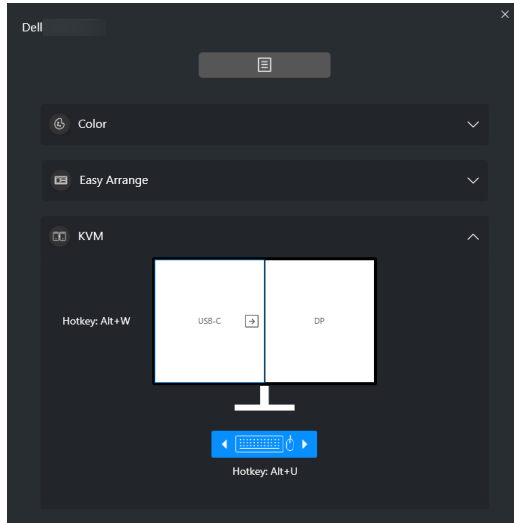 Dell
Color
Easy Arrange
KVM
Hotkey: Alt+W
USB-C
DP
Hotkey: Alt+U